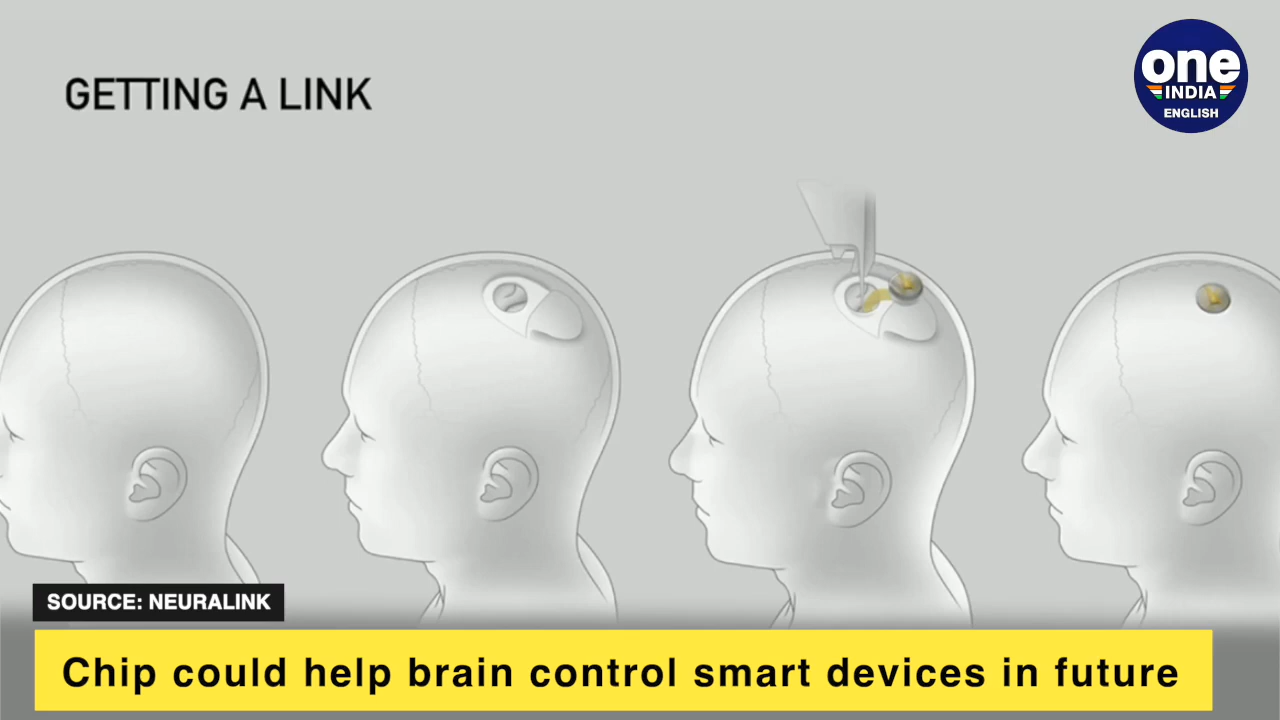 GETTING A LINK
one
INDIA
ENGLISH
SOURCE: NEURALINK
Chip could help brain control smart devices in future